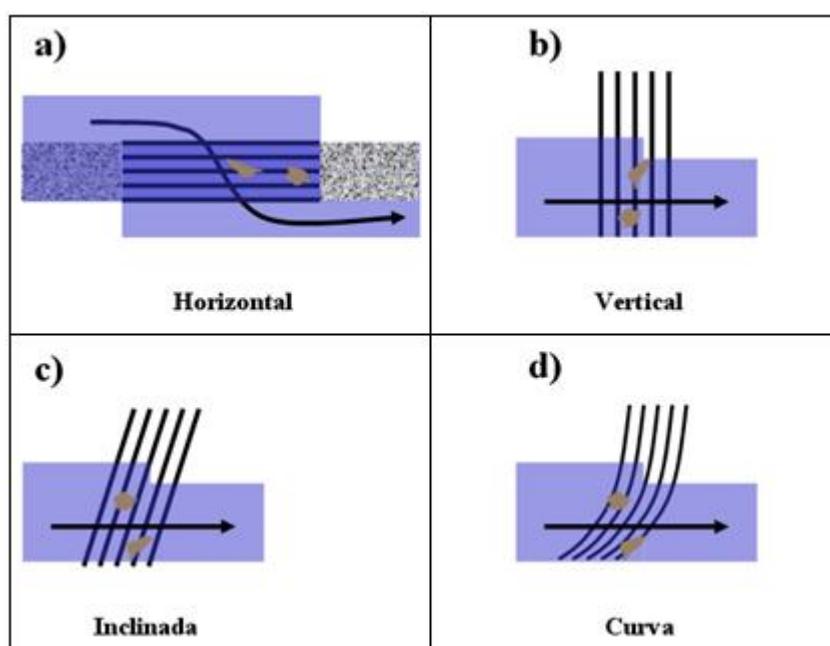 a)
Horizontal
b)
Vertical
c)
Inclinada
d)
Curva